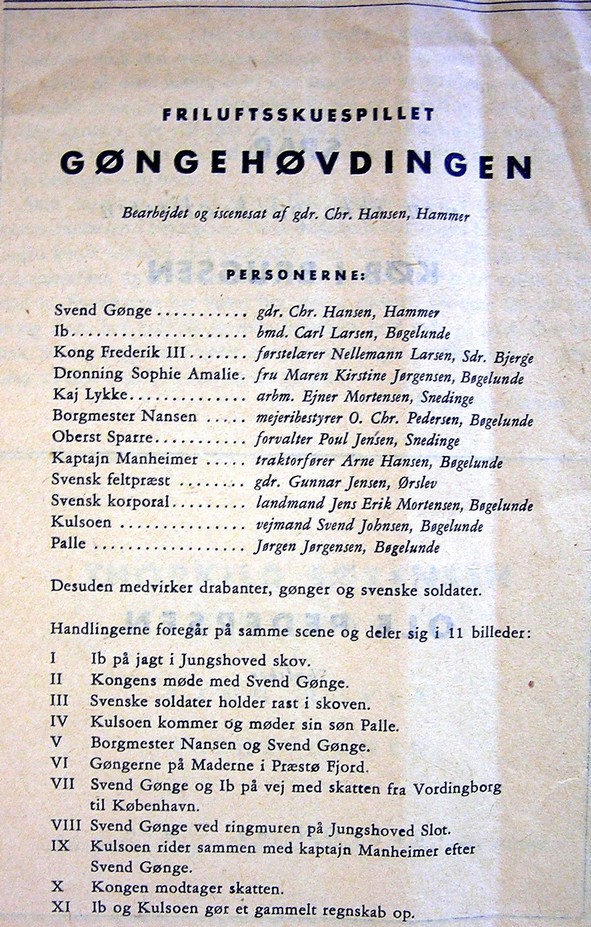 FRILUFTSSKUESPILLET
GØNGEHØVDINGEN
Bearbejdet og iscenesat af gdr. Chr. Hansen, Hammer
PERSONERNE:
Svend Gønge ........... gdr. Chr. Hansen, Hammer
Ib..................... bmd. Carl Larsen, Bøgelunde
Kong Frederik III....... førstelærer Nellemann Larsen, Sdr. Bjerge
Dronning Sophie Amalie. fru Maren Kirstine Jørgensen, Bøgelunde
Kaj Lykke.............. arbm. Ejner Mortensen, Snedinge
Borgmester Nansen ..... mejeribestyrer O. Chr. Pedersen, Bøgelunde
Oberst Sparre........... forvalter Poul Jensen, Snedinge
Kaptajn Manheimer ..... traktorfører Arne Hansen, Bøgelunde
Svensk feltpræst ........ gdr. Gunnar Jensen, Ørslev
Svensk korporal......... landmand Jens Erik Mortensen, Bøgelunde
Kulsoen ............... vejmand Svend Johnsen, Bøgelunde
Palle .................. Jørgen Jørgensen, Bøgelunde
Desuden medvirker drabanter, gønger og svenske soldater.
Handlingerne foregår på samme scene og deler sig i 11 billeder:
I Ib på jagt i Jungshoved skov.
II Kongens møde med Svend Gønge.
III Svenske soldater holder rast i skoven.
IV Kulsoen kommer og møder sin søn Palle.
V Borgmester Nansen og Svend Gønge.
VI Gøngerne på Maderne i Præstø Fjord.
VII Svend Gønge og Ib på vej med skatten fra Vordingborg
til København.
VIII Svend Gønge ved ringmuren på Jungshoved Slot.
IX Kulsoen rider sammen med kaptajn Manheimer efter
Svend Gønge.
X Kongen modtager skatten.
XI Ib og Kulsoen gør et gammelt regnskab op.